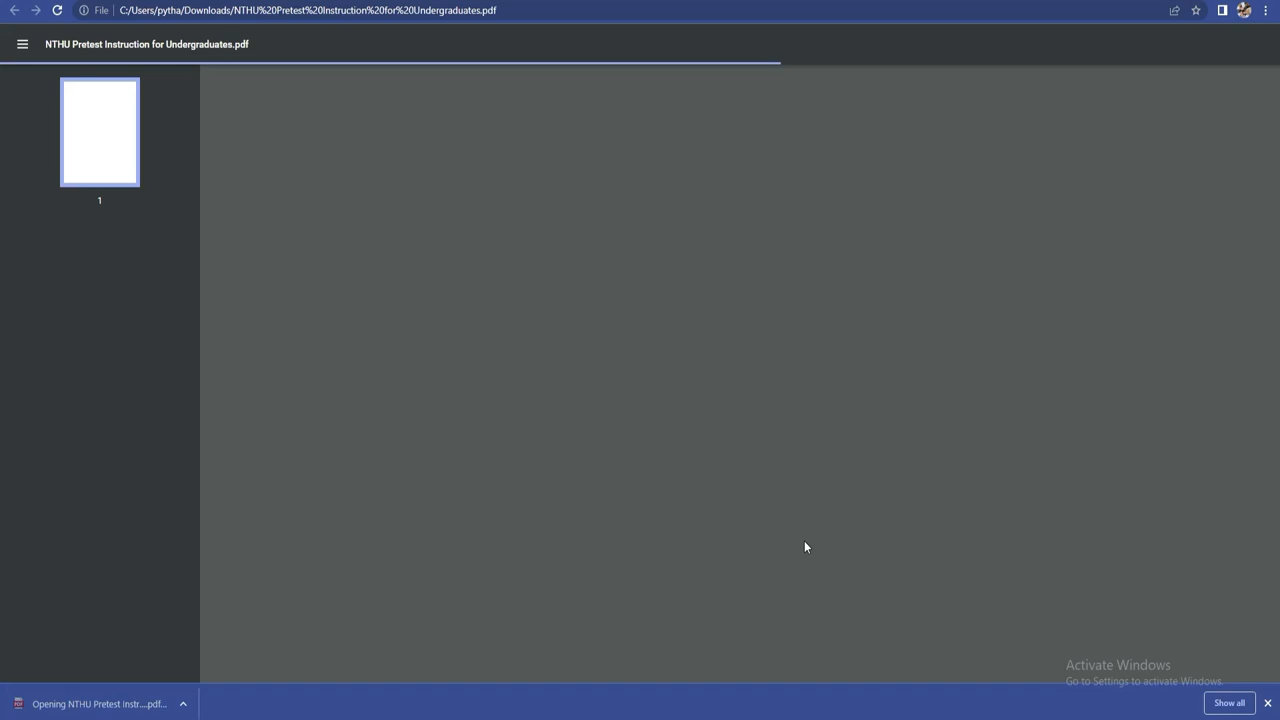 File
C:/Users/pytha/Downloads/NTHU%20Pretest%20Instruction%20for%20Undergraduates.pdf
NTHU Pretest Instruction for Undergraduates.pdf
1
Activate Windows
Go to Settings to activate Windows.
Opening NTHU Pretest Instr....pdf...
Show all